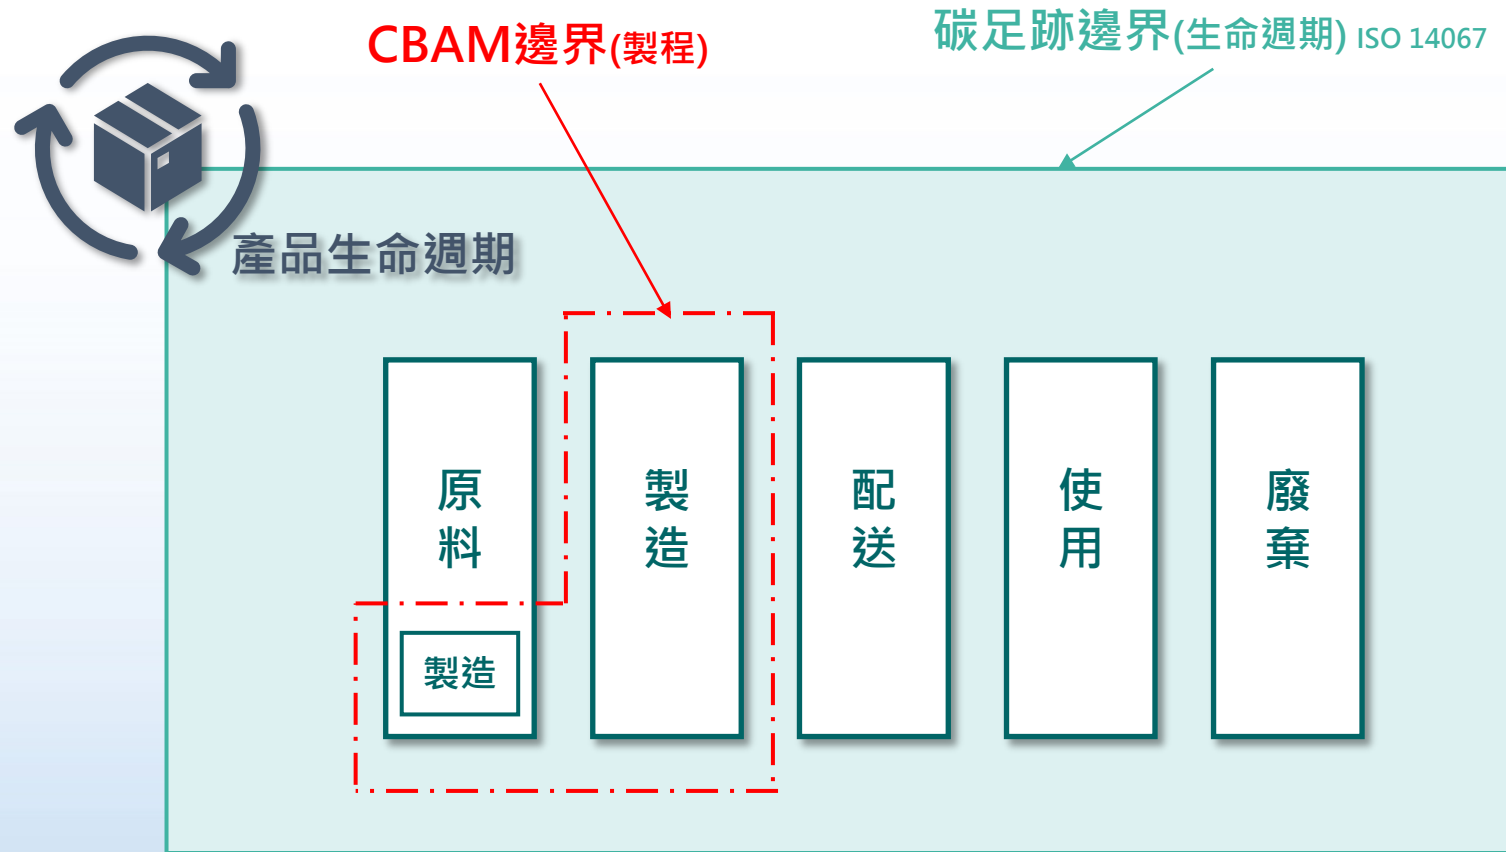 CBAM邊界(製程)
碳足跡邊界(生命週期) ISO 14067
產品生命週期
原料
製造
製造
配送
使用
廢棄